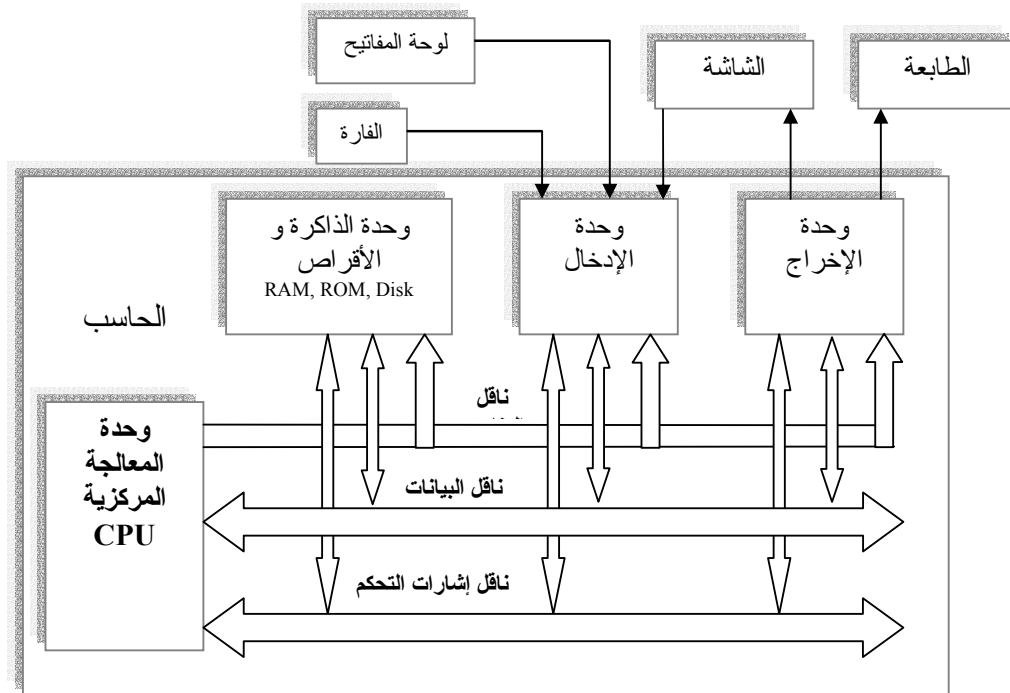 لوحة المفاتيح
الشاشة
الطابعة
الفارة
وحدة الذاكرة و
الأقراص
RAM, ROM, Disk
وحدة
الإدخال
وحدة
الإخراج
الحاسب
وحدة
المعالجة
المركزية
CPU
ناقل
ناقل البيانات
ناقل إشارات التحكم